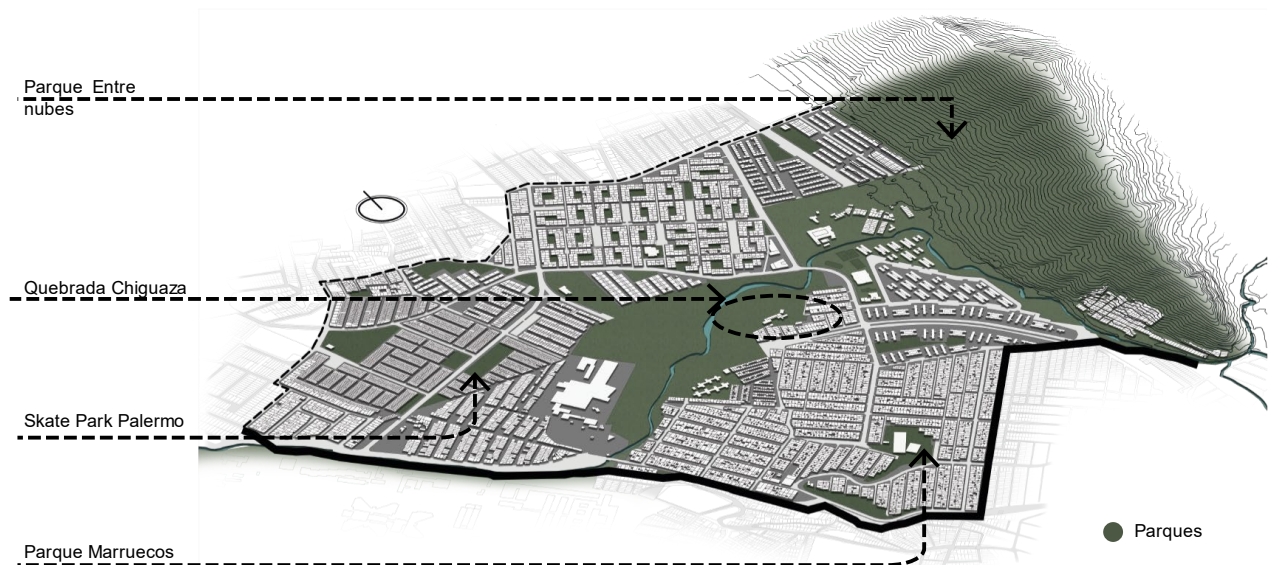 Parque Entre
nubes
Quebrada Chiguaza
Skate Park Palermo
Parque Marruecos
Parques